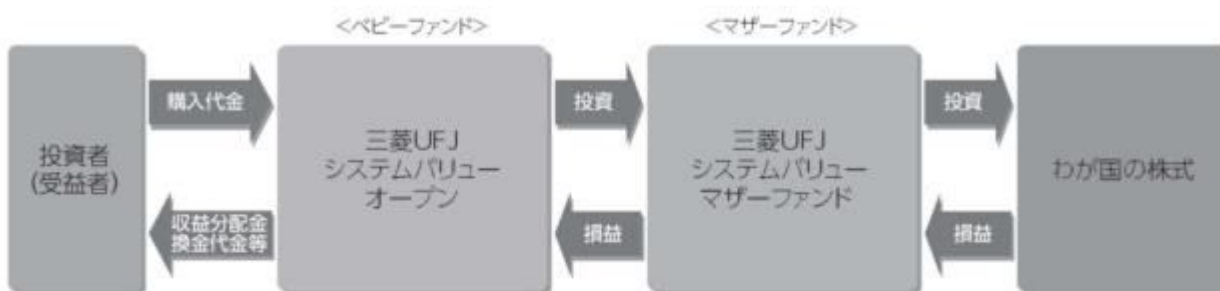 <ベビーファンド>
<マザーファンド>
投資者
(受益者)
購入代金
収益分配金
換金代金等
三菱UFJ
システムバリュー
オープン
投資
損益
三菱UFJ
システムバリュー
マザーファンド
投資
損益
わが国の株式